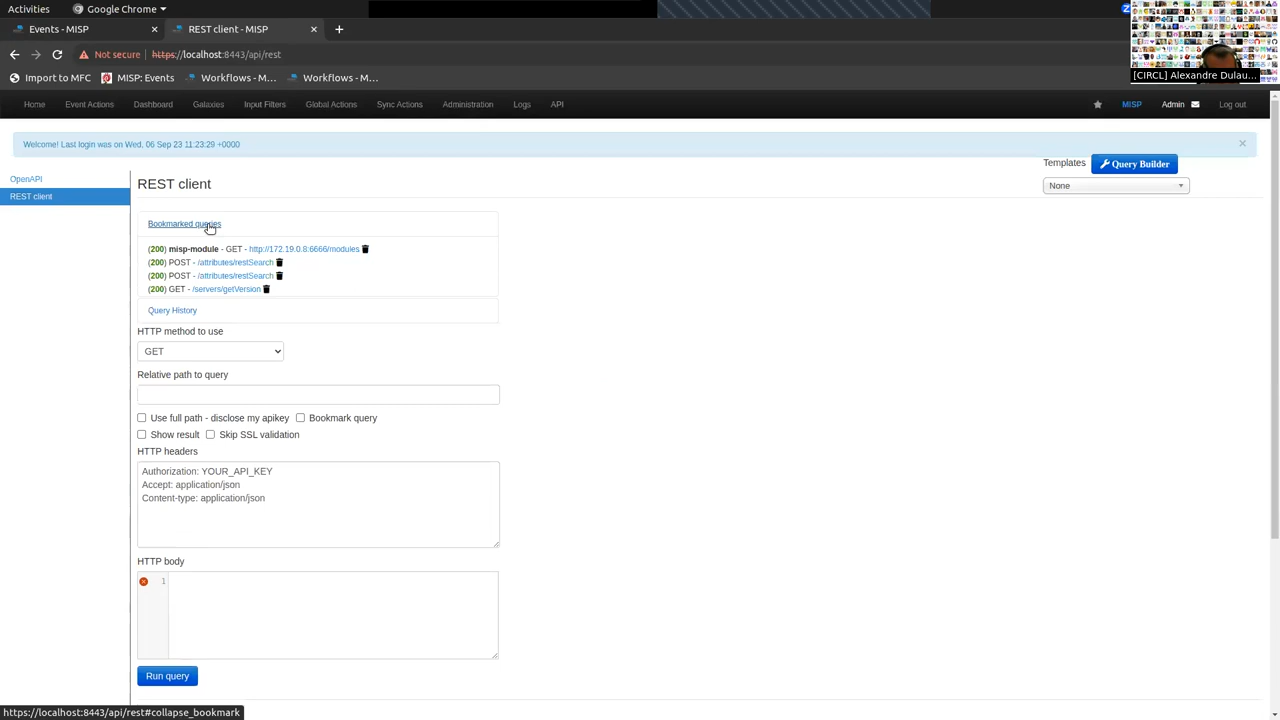 Activities
Google Chrome
Z
Events - MISP
REST client - MISP
Not secure
https://localhost:8443/api/rest
Import to MFC
MISP: Events
Workflows - M...
Workflows - M...
[CIRCL] Alexandre Dulau...
Home
Event Actions
Dashboard
Galaxies
Input Filters
Global Actions
Sync Actions
Administration
Logs
API
MISP
Admin
Log out
Welcome! Last login was on Wed, 06 Sep 23 11:23:29 +0000
×
OpenAPI
REST client
Templates
Query Builder
None
REST client
Bookmarked queries
(200) misp-module - GET - http://172.19.0.8:6666/modules
(200) POST - /attributes/restSearch
(200) POST - /attributes/restSearch
(200) GET - /servers/getVersion
Query History
HTTP method to use
GET
Relative path to query
Use full path - disclose my apikey
Bookmark query
Show result
Skip SSL validation
HTTP headers
Authorization: YOUR_API_KEY
Accept: application/json
Content-type: application/json
HTTP body
1
Run query
https://localhost:8443/api/rest#collapse_bookmark